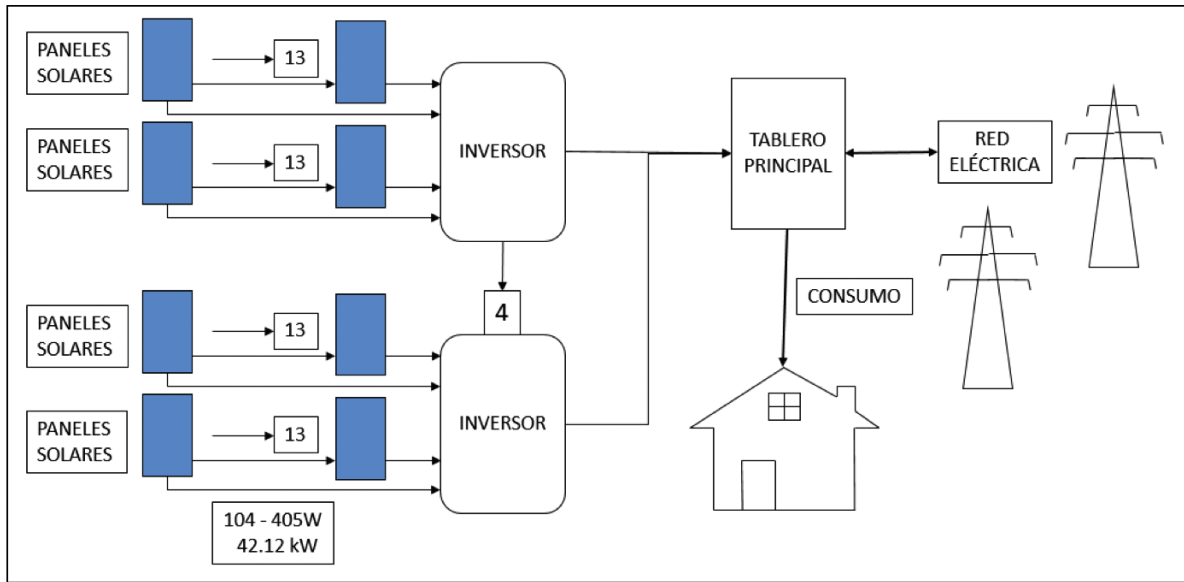 PANELES
SOLARES
13
PANELES
SOLARES
13
INVERSOR
TABLERO
PRINCIPAL
RED
ELÉCTRICA
CONSUMO
4
PANELES
SOLARES
13
PANELES
SOLARES
13
INVERSOR
104 - 405W
42.12 kW